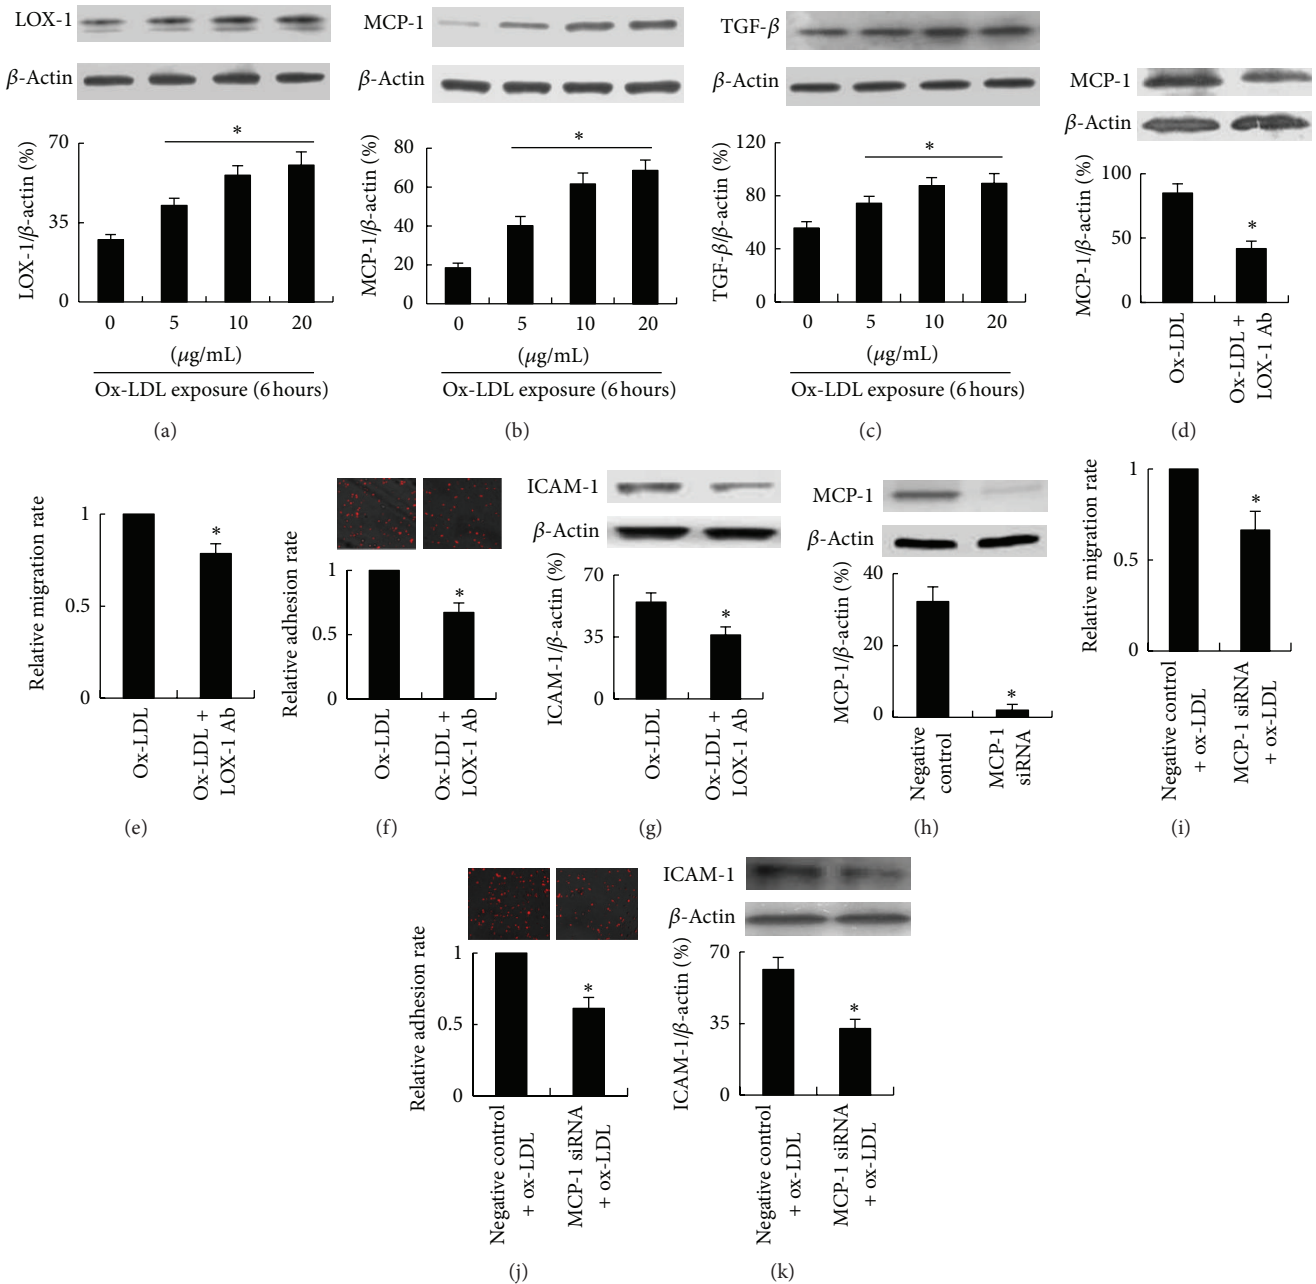 LOX-1
β-Actin
LOX-1/β-actin (%)
70
35
0
*
0 5 10 20
(μg/mL)
Ox-LDL exposure (6 hours)
(a)
MCP-1
β-Actin
MCP-1/β-actin (%)
80
60
40
20
0
*
0 5 10 20
(μg/mL)
Ox-LDL exposure (6 hours)
(b)
TGF-β
β-Actin
TGF-β/β-actin (%)
120
80
40
0
*
0 5 10 20
(μg/mL)
Ox-LDL exposure (6 hours)
(c)
MCP-1
β-Actin
MCP-1/β-actin (%)
100
50
0
*
Ox-LDL
Ox-LDL +
LOX-1 Ab
(d)
Relative migration rate
1
0.5
0
*
Ox-LDL
Ox-LDL +
LOX-1 Ab
(e)
Relative adhesion rate
1
0.5
0
*
Ox-LDL
Ox-LDL +
LOX-1 Ab
(f)
ICAM-1
β-Actin
ICAM-1/β-actin (%)
70
35
0
*
Ox-LDL
Ox-LDL +
LOX-1 Ab
(g)
MCP-1
β-Actin
MCP-1/β-actin (%)
40
20
0
*
Negative
control
MCP-1
siRNA
(h)
Relative migration rate
1
0.5
1
*
Negative control
+ ox-LDL
MCP-1 siRNA
+ ox-LDL
(i)
Relative adhesion rate
1
0.5
0
*
Negative control
+ ox-LDL
MCP-1 siRNA
+ ox-LDL
(j)
ICAM-1
β-Actin
ICAM-1/β-actin (%)
70
35
0
*
Negative control
+ ox-LDL
MCP-1 siRNA
+ ox-LDL
(k)